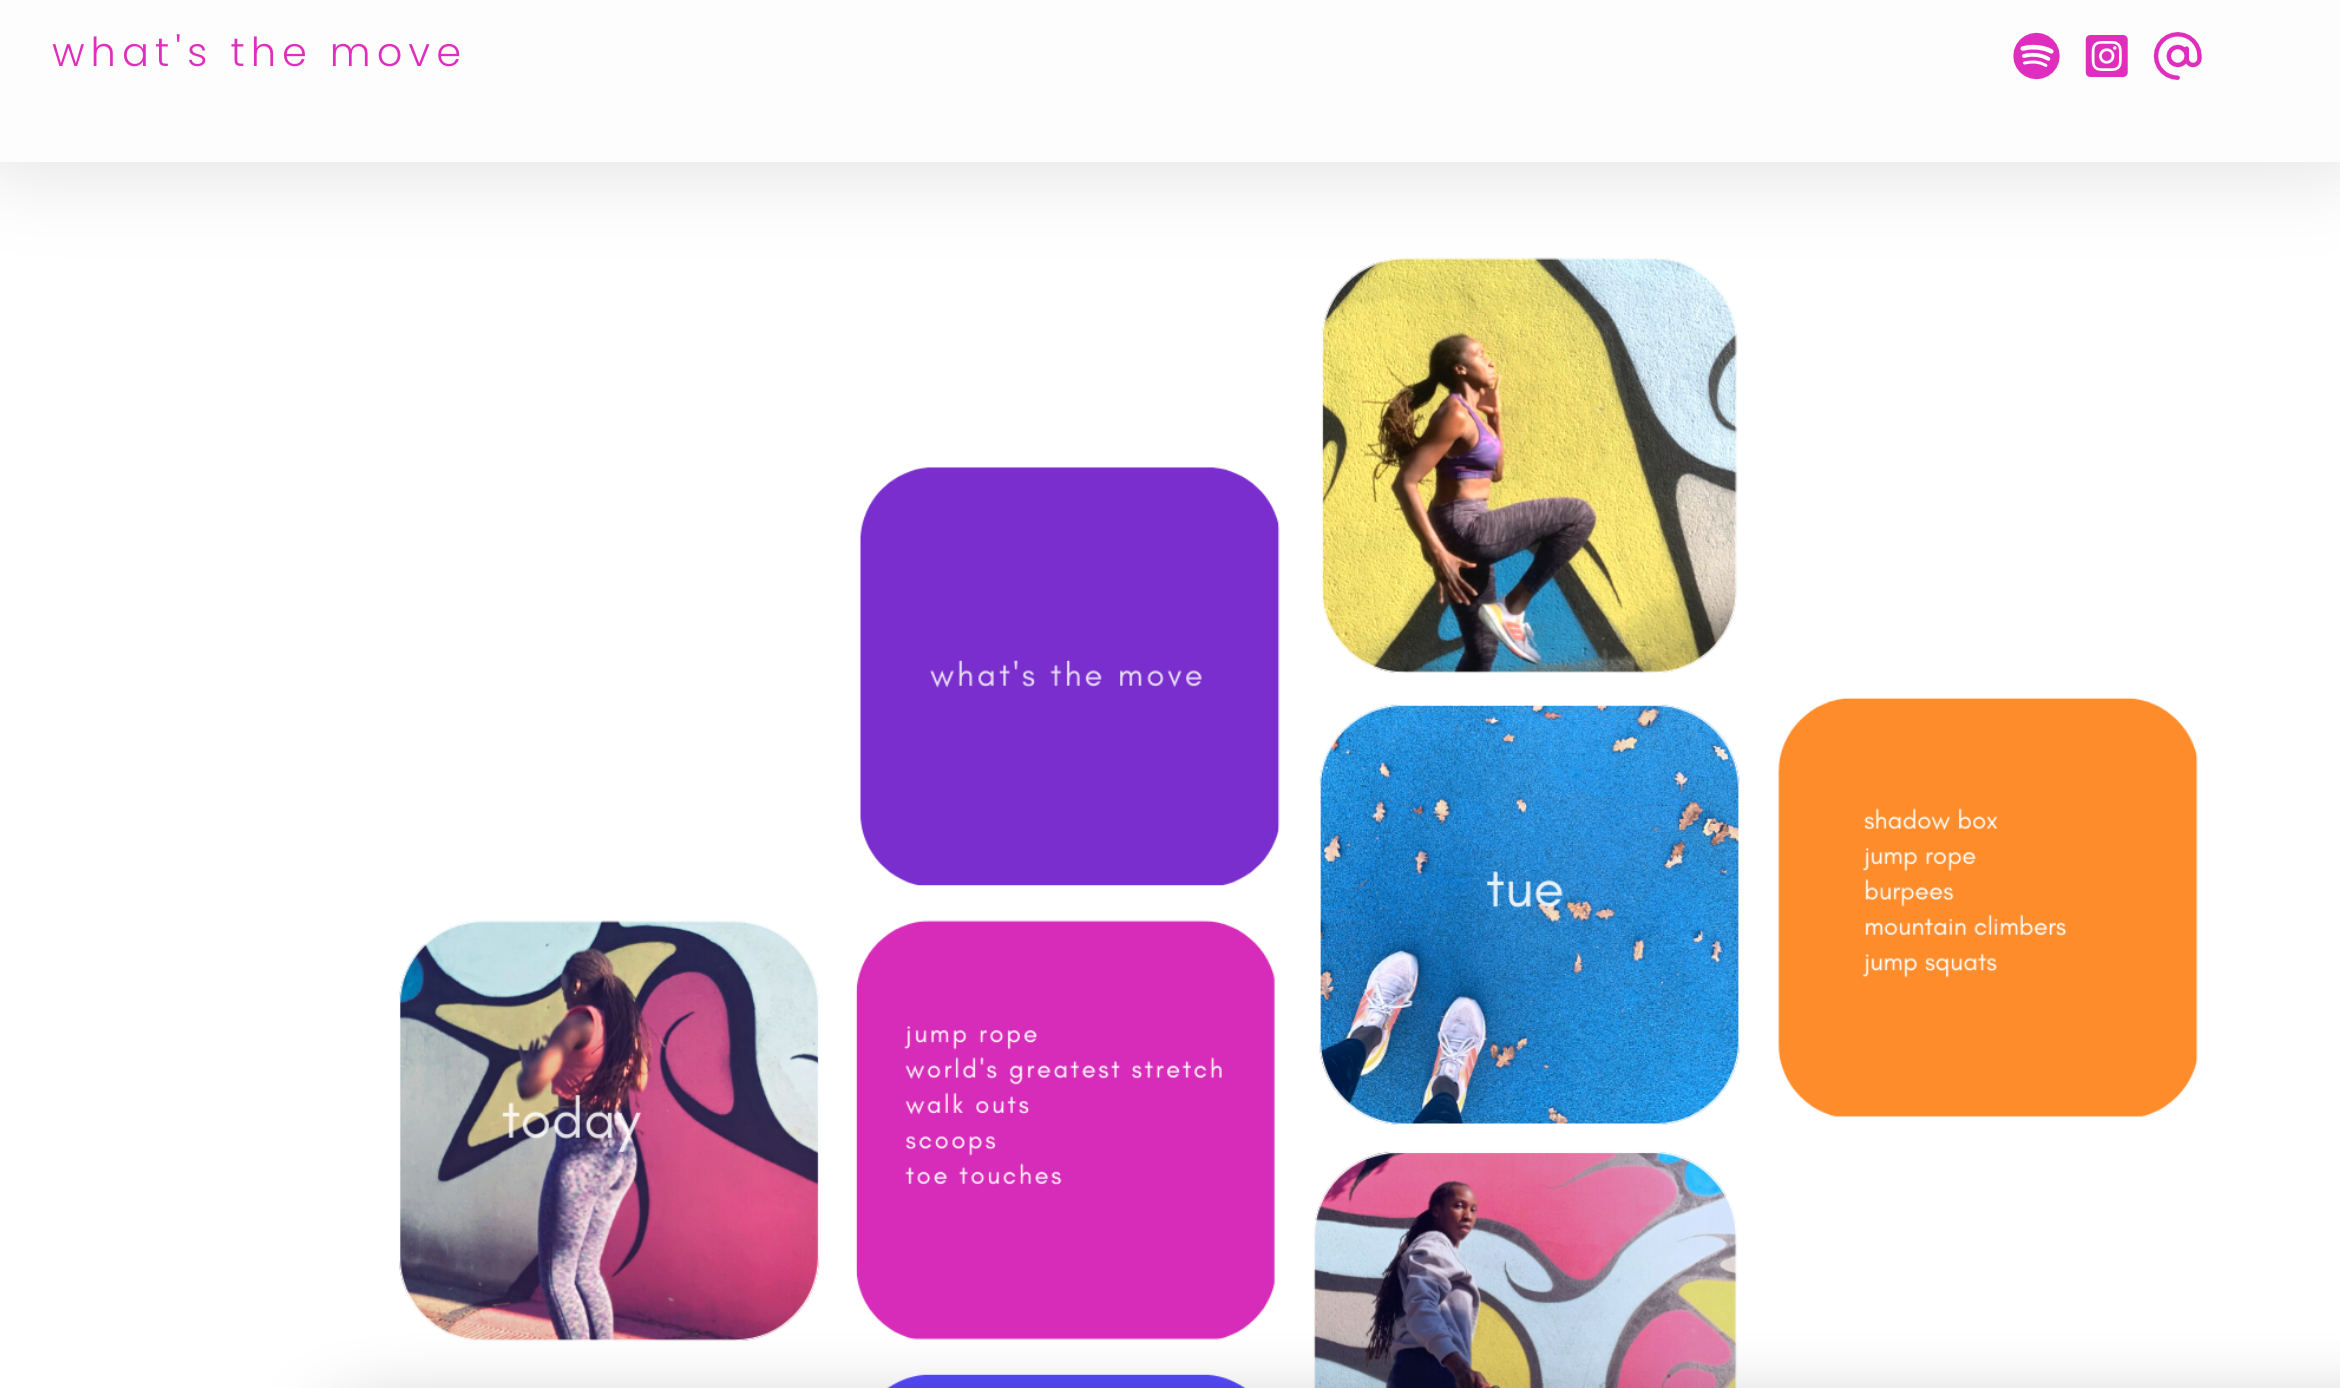 what's the move
what's the move
tue
shadow box
jump rope
burpees
mountain climbers
jump squats
today
jump rope
world's greatest stretch
walk outs
scoops
toe touches